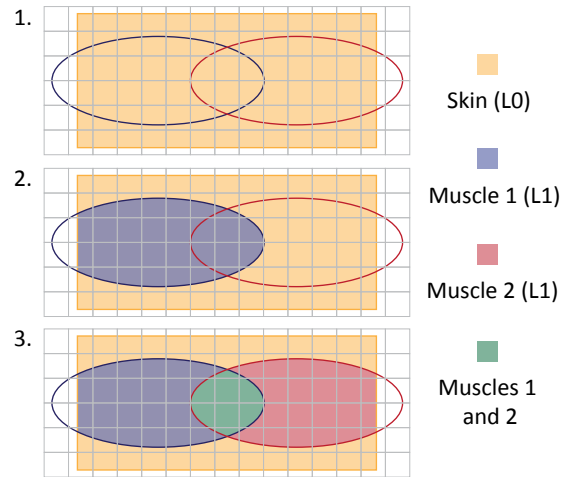 1.
2.
3.
Skin (L0)
Muscle 1 (L1)
Muscle 2 (L1)
Muscles 1
and 2